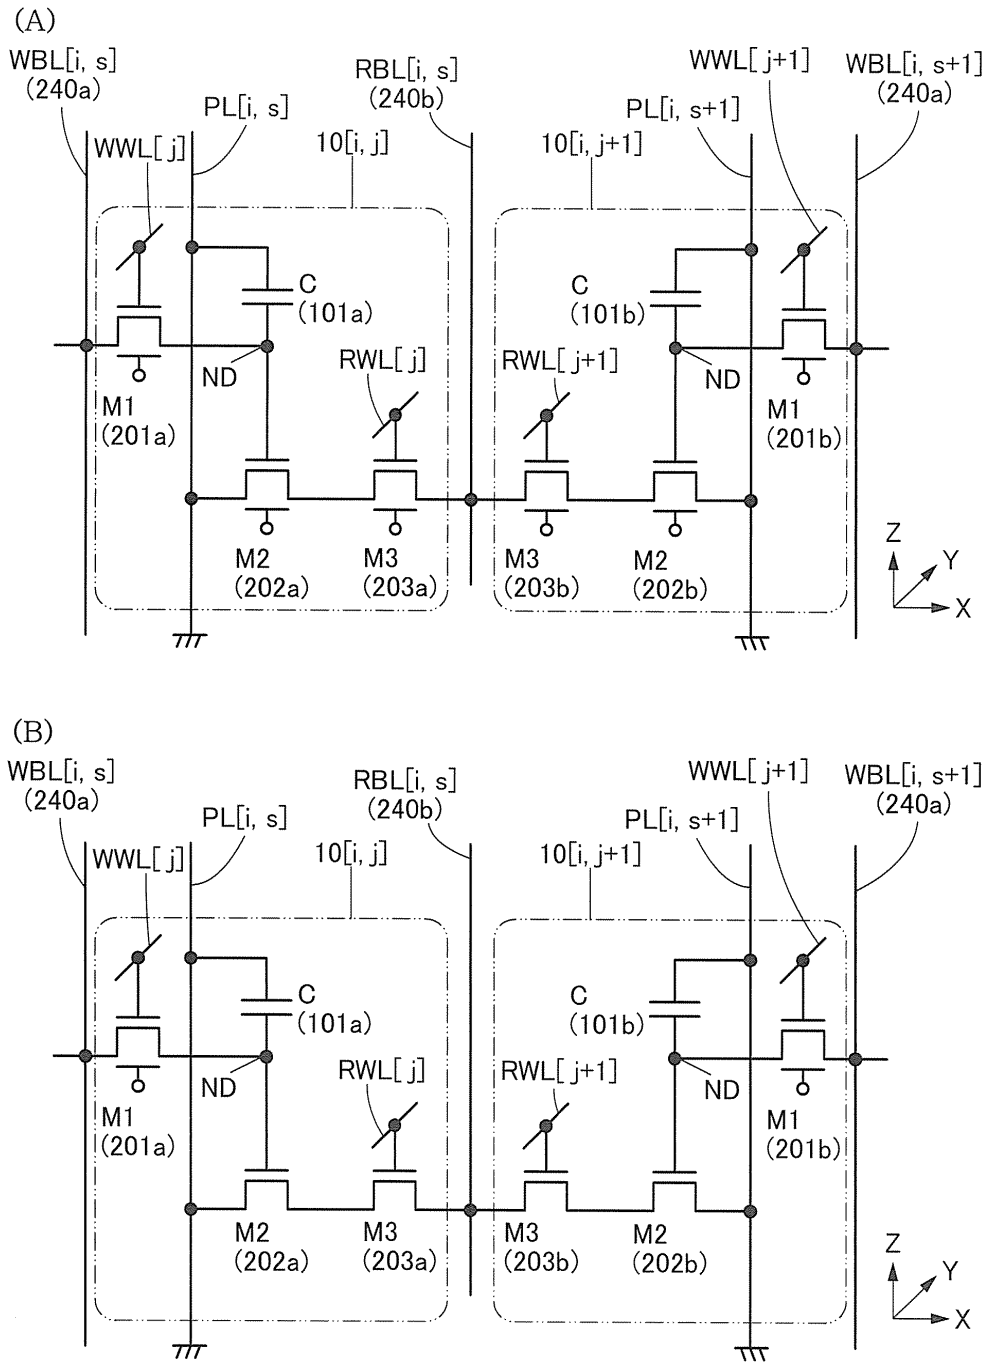 (A)
WBL[i, s]
(240a)
WWL[j]
PL[i, s]
10[i, j]
RBL[i, s]
(240b)
10[i, j+1]
PL[i, s+1]
WWL[j+1]
WBL[i, s+1]
(240a)
C
(101a)
C
(101b)
ND
RWL[j]
RWL[j+1]
ND
M1
(201a)
M1
(201b)
M2
(202a)
M3
(203a)
M3
(203b)
M2
(202b)
Z
Y
X
(B)
WBL[i, s]
(240a)
WWL[j]
PL[i, s]
10[i, j]
RBL[i, s]
(240b)
10[i, j+1]
PL[i, s+1]
WWL[j+1]
WBL[i, s+1]
(240a)
C
(101a)
C
(101b)
ND
RWL[j]
RWL[j+1]
ND
M1
(201a)
M1
(201b)
M2
(202a)
M3
(203a)
M3
(203b)
M2
(202b)
Z
Y
X